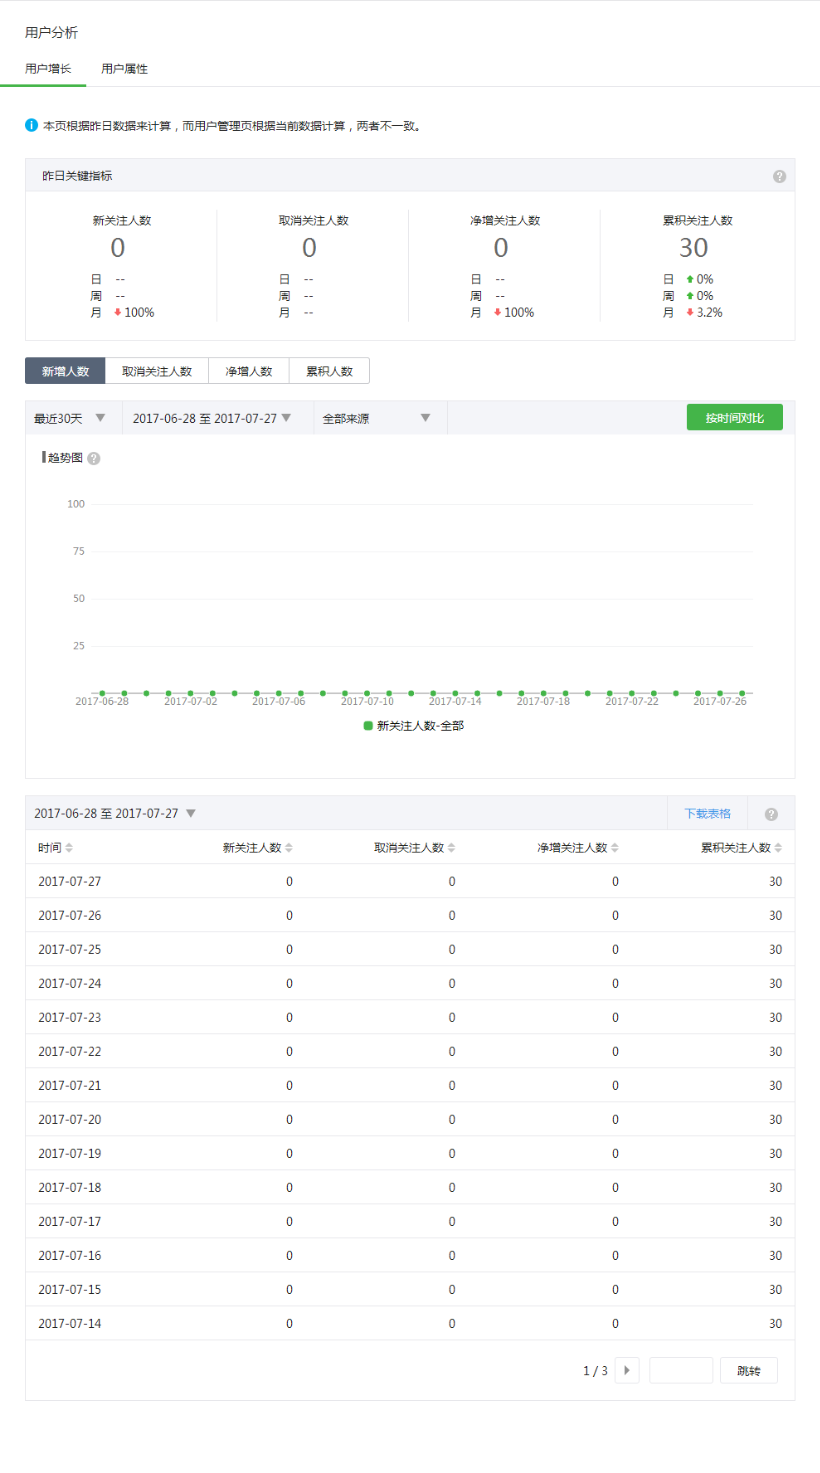 用户分析
用户增长 用户属性
本页根据昨日数据来计算，而用户管理页根据当前数据计算，两者不一致。
昨日关键指标 ?
新关注人数 取消关注人数 净增关注人数 累积关注人数
0 0 0 30
日 -- 日 -- 日 -- 日 0%
周 -- 周 -- 周 -- 周 0%
月 100% 月 -- 月 100% 月 3.2%
新增人数 取消关注人数 净增人数 累积人数
最近30天 2017-06-28 至 2017-07-27 全部来源 按时间对比
趋势图 ?
100
75
50
25
2017-06-28 2017-07-02 2017-07-06 2017-07-10 2017-07-14 2017-07-18 2017-07-22 2017-07-26
新关注人数-全部
2017-06-28 至 2017-07-27 下载表格 ?
时间 新关注人数 取消关注人数 净增关注人数 累积关注人数
2017-07-27 0 0 0 30
2017-07-26 0 0 0 30
2017-07-25 0 0 0 30
2017-07-24 0 0 0 30
2017-07-23 0 0 0 30
2017-07-22 0 0 0 30
2017-07-21 0 0 0 30
2017-07-20 0 0 0 30
2017-07-19 0 0 0 30
2017-07-18 0 0 0 30
2017-07-17 0 0 0 30
2017-07-16 0 0 0 30
2017-07-15 0 0 0 30
2017-07-14 0 0 0 30
1 / 3 跳转